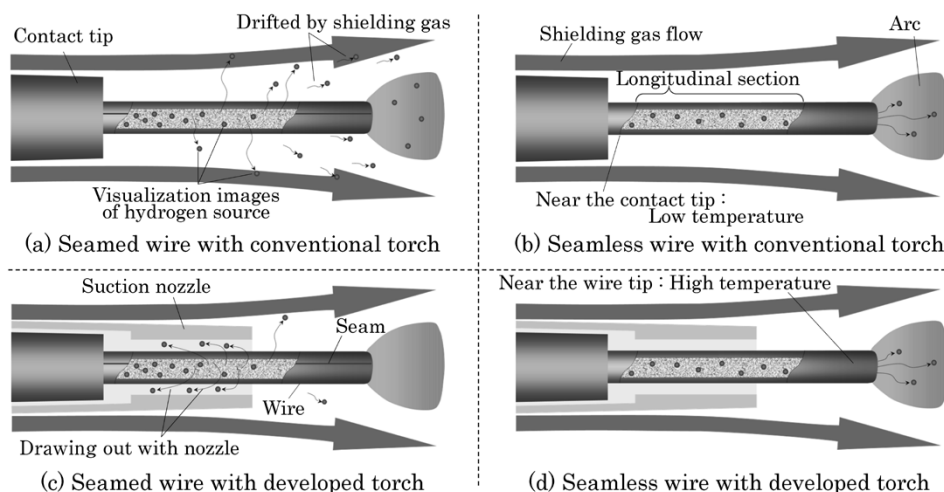 Contact tip
Drifted by shielding gas
Visualization images
of hydrogen source
(a) Seamed wire with conventional torch
Shielding gas flow
Arc
Longitudinal section
Near the contact tip :
Low temperature
(b) Seamless wire with conventional torch
Suction nozzle
Seam
Wire
Drawing out with nozzle
(c) Seamed wire with developed torch
Near the wire tip : High temperature
(d) Seamless wire with developed torch